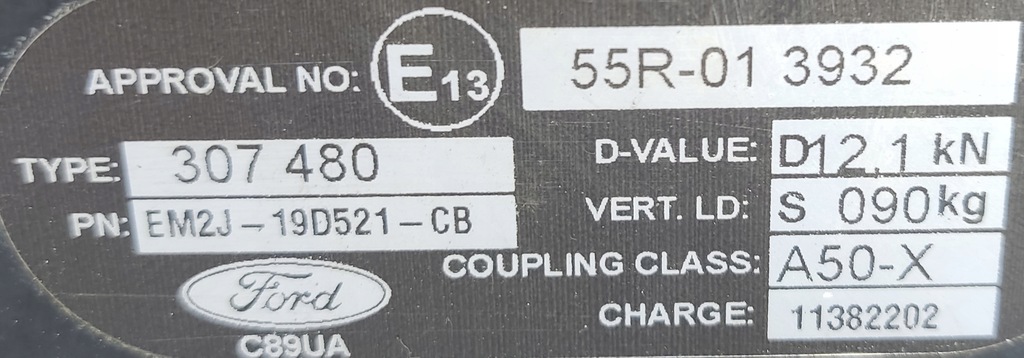 APPROVAL NO: E13 55R-01 3932
TYPE: 307 480
PN: EM2J-19D521-CB
D-VALUE: D12,1 kN
VERT. LD: S 090kg
COUPLING CLASS: A50-X
CHARGE: 11382202
Ford
C89UA